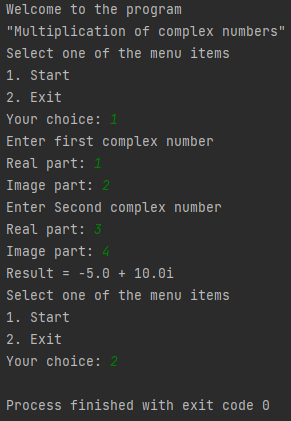 Welcome to the program
"Multiplication of complex numbers"
Select one of the menu items
1. Start
2. Exit
Your choice: 1
Enter first complex number
Real part: 1
Image part: 2
Enter Second complex number
Real part: 3
Image part: 4
Result = -5.0 + 10.0i
Select one of the menu items
1. Start
2. Exit
Your choice: 2
Process finished with exit code 0